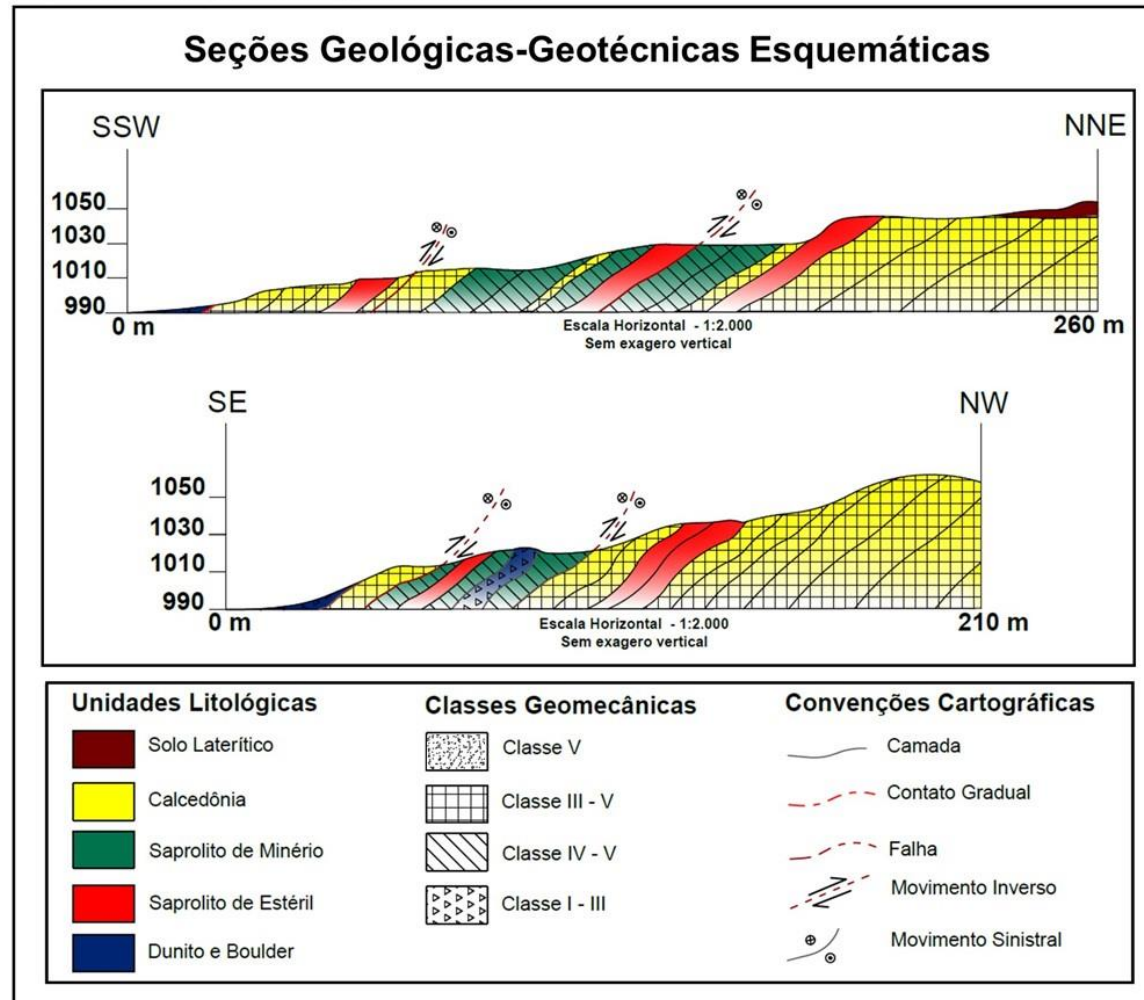 Seções Geológicas-Geotécnicas Esquemáticas
SSW
NNE
1050
1030
1010
990
0 m
Escala Horizontal - 1:2.000
Sem exagero vertical
260 m
SE
NW
1050
1030
1010
990
0 m
Escala Horizontal - 1:2.000
Sem exagero vertical
210 m
Unidades Litológicas
Solo Laterítico
Calcedônia
Saprolito de Minério
Saprolito de Estéril
Dunito e Boulder
Classes Geomecânicas
Classe V
Classe III - V
Classe IV - V
Classe I - III
Convenções Cartográficas
Camada
Contato Gradual
Falha
Movimento Inverso
Movimento Sinistral